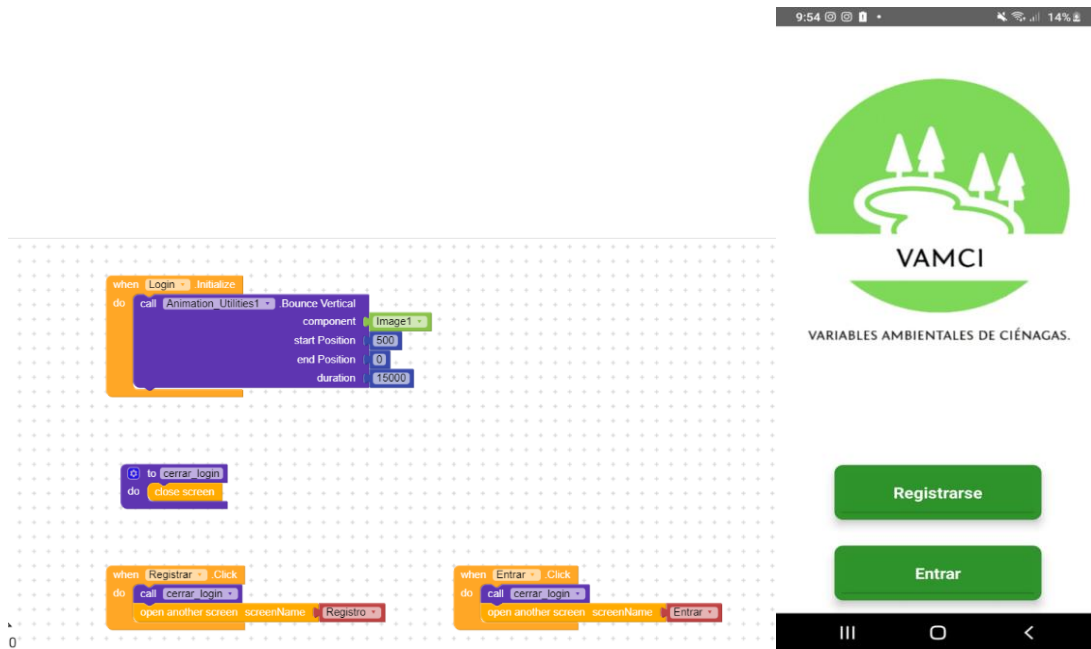 when Login .Initialize
do call Animation_Utilities1 .Bounce Vertical
component Image1
start Position 500
end Position 0
duration 15000
to cerrar_login
do close screen
when Registrar .Click
do call cerrar_login
open another screen screenName Registro
when Entrar .Click
do call cerrar_login
open another screen screenName Entrar
0
9:54 14%
VAMCI
VARIABLES AMBIENTALES DE CIÉNAGAS.
Registrarse
Entrar